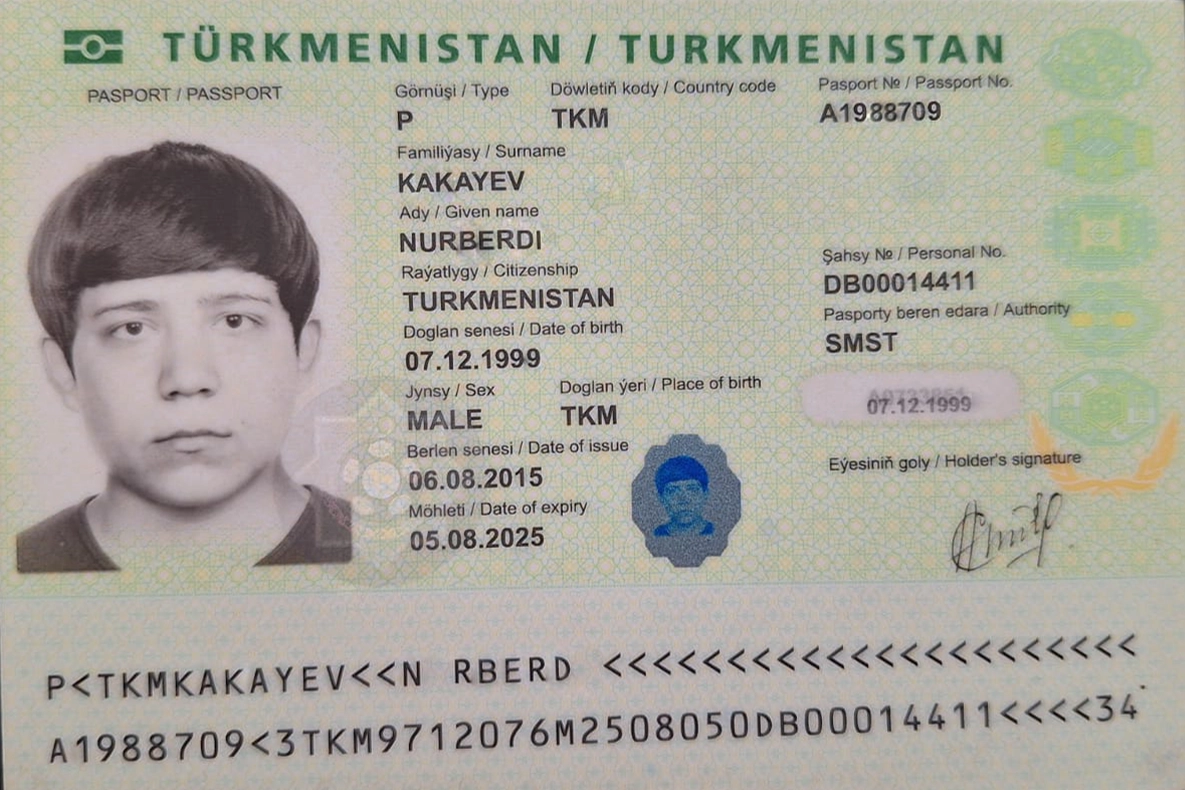 TÜRKMENISTAN / TURKMENISTAN
PASPORT / PASSPORT
Görnüşi / Type
Döwletiň kody / Country code
Pasport № / Passport No.
P
TKM
A1988709
Familiýasy / Surname
KAKAYEV
Ady / Given name
NURBERDI
Raýatlygy / Citizenship
Şahsy № / Personal No.
TURKMENISTAN
DB00014411
Doglan senesi / Date of birth
Pasporty beren edara / Authority
07.12.1999
SMST
Jynsy / Sex
Doglan ýeri / Place of birth
MALE
TKM
07.12.1999
Berlen senesi / Date of issue
Eýesiniň goly / Holder's signature
06.08.2015
Möhleti / Date of expiry
05.08.2025
P<TKMKAKAYEV<<N RBERD <<<<<<<<<<<<<<<<<<<<<<
A1988709<3TKM9712076M2508050DB00014411<<<<34